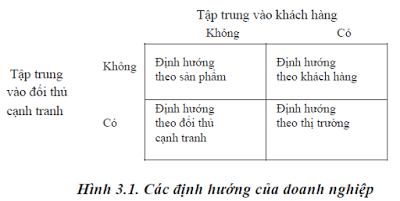 Tập trung vào khách hàng
Không Có
Tập trung
vào đối thủ
cạnh tranh
Không
Định hướng
theo sản phẩm
Định hướng
theo khách hàng
Có
Định hướng
theo đối thủ
cạnh tranh
Định hướng
theo thị trường
Hình 3.1. Các định hướng của doanh nghiệp